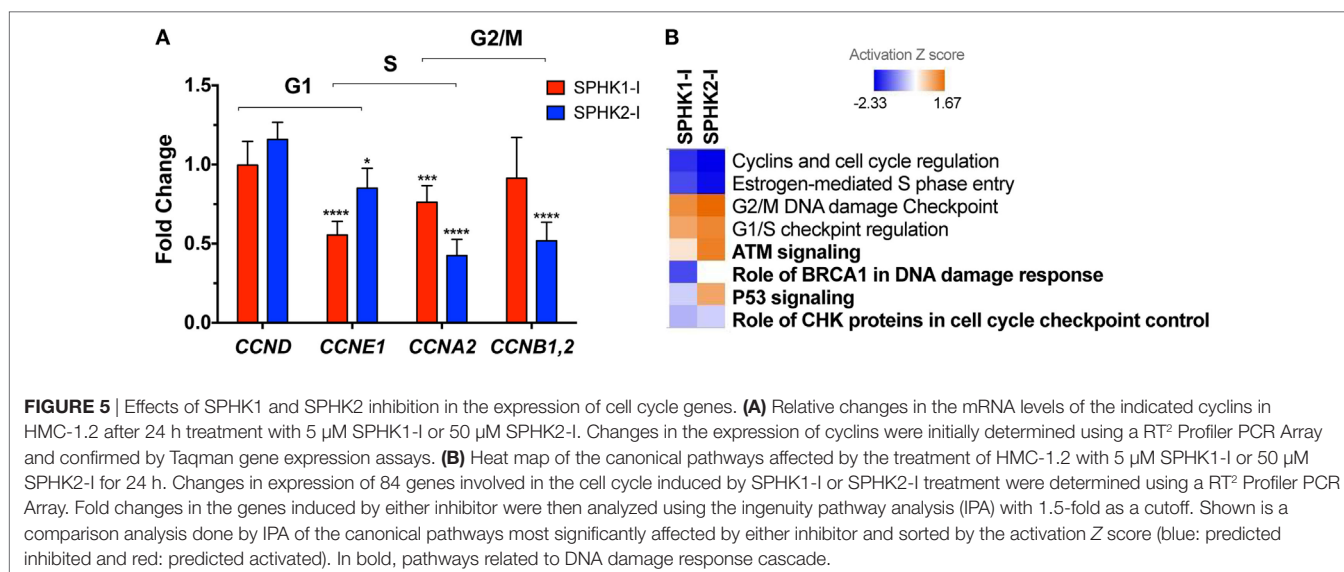 A
G2/M
S
G1
SPHK1-I
SPHK2-I
1.5
1.0
0.5
0.0
Fold Change
****
*
***
****
****
CCND CCNE1 CCNA2 CCNB1,2
B
Activation Z score
-2.33 1.67
SPHK1-I
SPHK2-I
Cyclins and cell cycle regulation
Estrogen-mediated S phase entry
G2/M DNA damage Checkpoint
G1/S checkpint regulation
ATM signaling
Role of BRCA1 in DNA damage response
P53 signaling
Role of CHK proteins in cell cycle checkpoint control
FIGURE 5 | Effects of SPHK1 and SPHK2 inhibition in the expression of cell cycle genes. (A) Relative changes in the mRNA levels of the indicated cyclins in
HMC-1.2 after 24 h treatment with 5 µM SPHK1-I or 50 µM SPHK2-I. Changes in the expression of cyclins were initially determined using a RT² Profiler PCR Array
and confirmed by Taqman gene expression assays. (B) Heat map of the canonical pathways affected by the treatment of HMC-1.2 with 5 µM SPHK1-I or 50 µM
SPHK2-I for 24 h. Changes in expression of 84 genes involved in the cell cycle induced by SPHK1-I or SPHK2-I treatment were determined using a RT² Profiler PCR
Array. Fold changes in the genes induced by either inhibitor were then analyzed using the ingenuity pathway analysis (IPA) with 1.5-fold as a cutoff. Shown is a
comparison analysis done by IPA of the canonical pathways most significantly affected by either inhibitor and sorted by the activation Z score (blue: predicted
inhibited and red: predicted activated). In bold, pathways related to DNA damage response cascade.